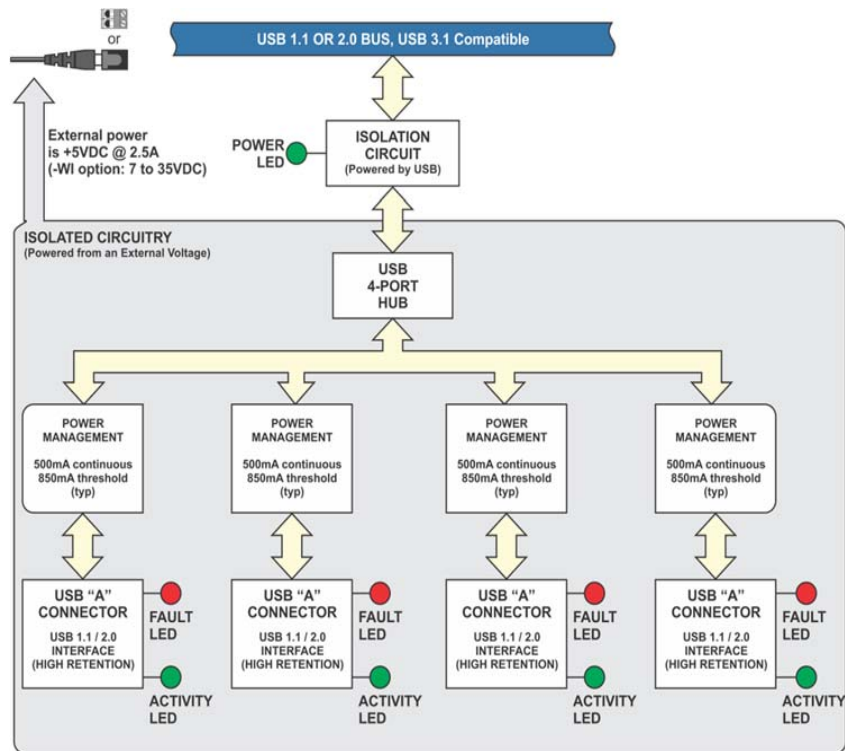 or
USB 1.1 OR 2.0 BUS, USB 3.1 Compatible
External power
is +5VDC @ 2.5A
(-WI option: 7 to 35VDC)
POWER
LED
ISOLATION
CIRCUIT
(Powered by USB)
ISOLATED CIRCUITRY
(Powered from an External Voltage)
USB
4-PORT
HUB
POWER
MANAGEMENT
500mA continuous
850mA threshold
(typ)
POWER
MANAGEMENT
500mA continuous
850mA threshold
(typ)
POWER
MANAGEMENT
500mA continuous
850mA threshold
(typ)
POWER
MANAGEMENT
500mA continuous
850mA threshold
(typ)
USB “A”
CONNECTOR
USB 1.1 / 2.0
INTERFACE
(HIGH RETENTION)
FAULT
LED
ACTIVITY
LED
USB “A”
CONNECTOR
USB 1.1 / 2.0
INTERFACE
(HIGH RETENTION)
FAULT
LED
ACTIVITY
LED
USB “A”
CONNECTOR
USB 1.1 / 2.0
INTERFACE
(HIGH RETENTION)
FAULT
LED
ACTIVITY
LED
USB “A”
CONNECTOR
USB 1.1 / 2.0
INTERFACE
(HIGH RETENTION)
FAULT
LED
ACTIVITY
LED